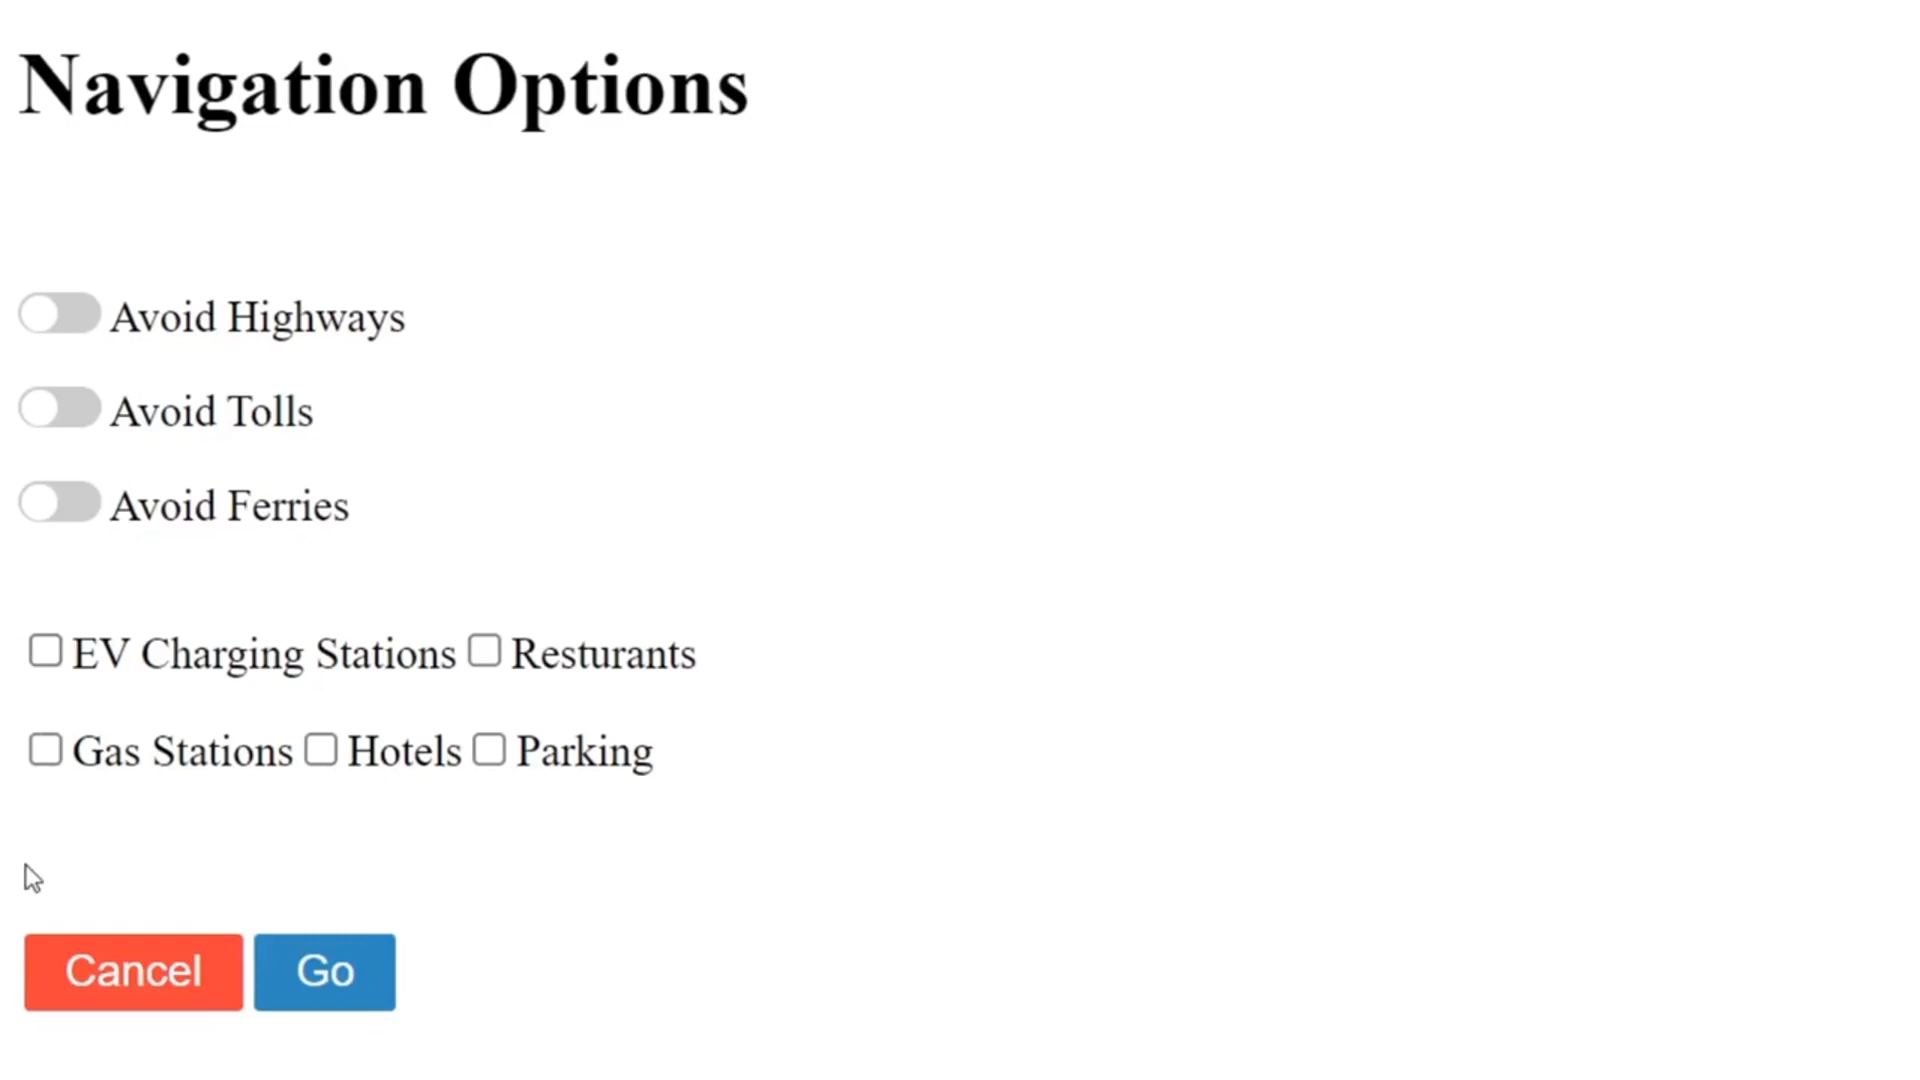 Navigation Options
Avoid Highways
Avoid Tolls
Avoid Ferries
EV Charging Stations Resturants
Gas Stations Hotels Parking
Cancel Go